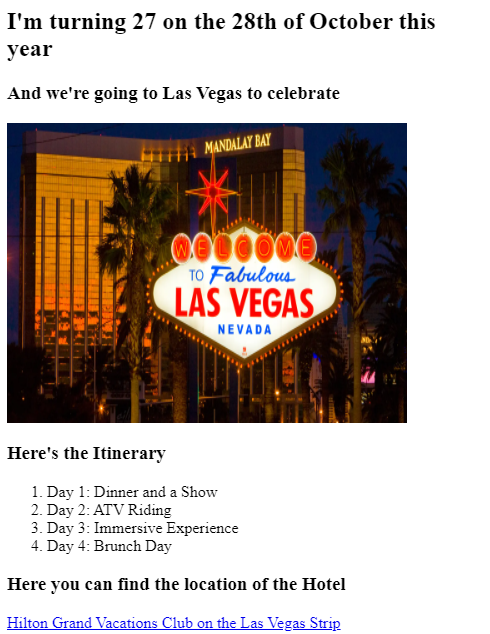 I'm turning 27 on the 28th of October this
year
And we're going to Las Vegas to celebrate
MANDALAY BAY
WELCOME
TO Fabulous
LAS VEGAS
NEVADA
Here's the Itinerary
1. Day 1: Dinner and a Show
2. Day 2: ATV Riding
3. Day 3: Immersive Experience
4. Day 4: Brunch Day
Here you can find the location of the Hotel
Hilton Grand Vacations Club on the Las Vegas Strip